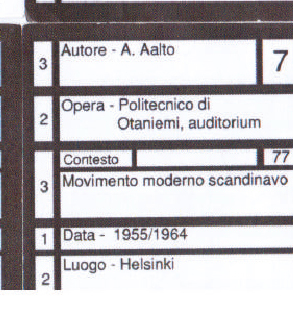 3 Autore - A. Aalto 7
2 Opera - Politecnico di
Otaniemi, auditorium
Contesto 77
3 Movimento moderno scandinavo
1 Data - 1955/1964
2 Luogo - Helsinki